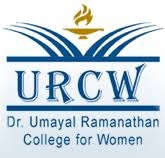 URCW
Dr. Umayal Ramanathan
College for Women